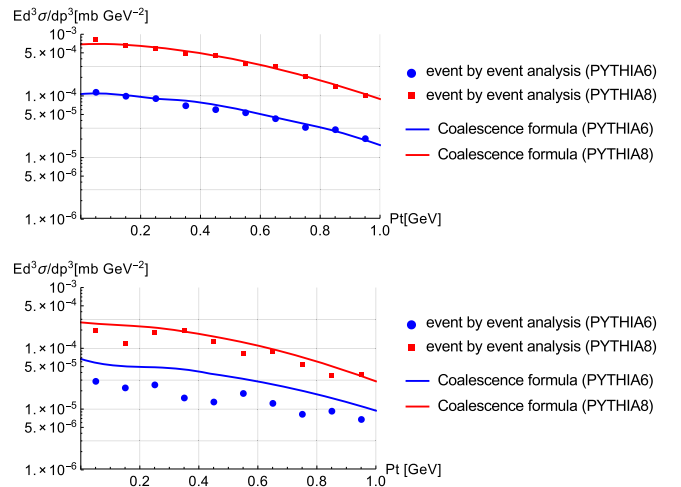 Ed³σ/dp³[mb GeV⁻²]
10⁻³
5.×10⁻⁴
1.×10⁻⁴
5.×10⁻⁵
1.×10⁻⁵
5.×10⁻⁶
1.×10⁻⁶
0.2 0.4 0.6 0.8 1.0
Pt[GeV]
event by event analysis (PYTHIA6)
event by event analysis (PYTHIA8)
Coalescence formula (PYTHIA6)
Coalescence formula (PYTHIA8)
Ed³σ/dp³[mb GeV⁻²]
10⁻³
5.×10⁻⁴
1.×10⁻⁴
5.×10⁻⁵
1.×10⁻⁵
5.×10⁻⁶
1.×10⁻⁶
0.2 0.4 0.6 0.8 1.0
Pt [GeV]
event by event analysis (PYTHIA6)
event by event analysis (PYTHIA8)
Coalescence formula (PYTHIA6)
Coalescence formula (PYTHIA8)